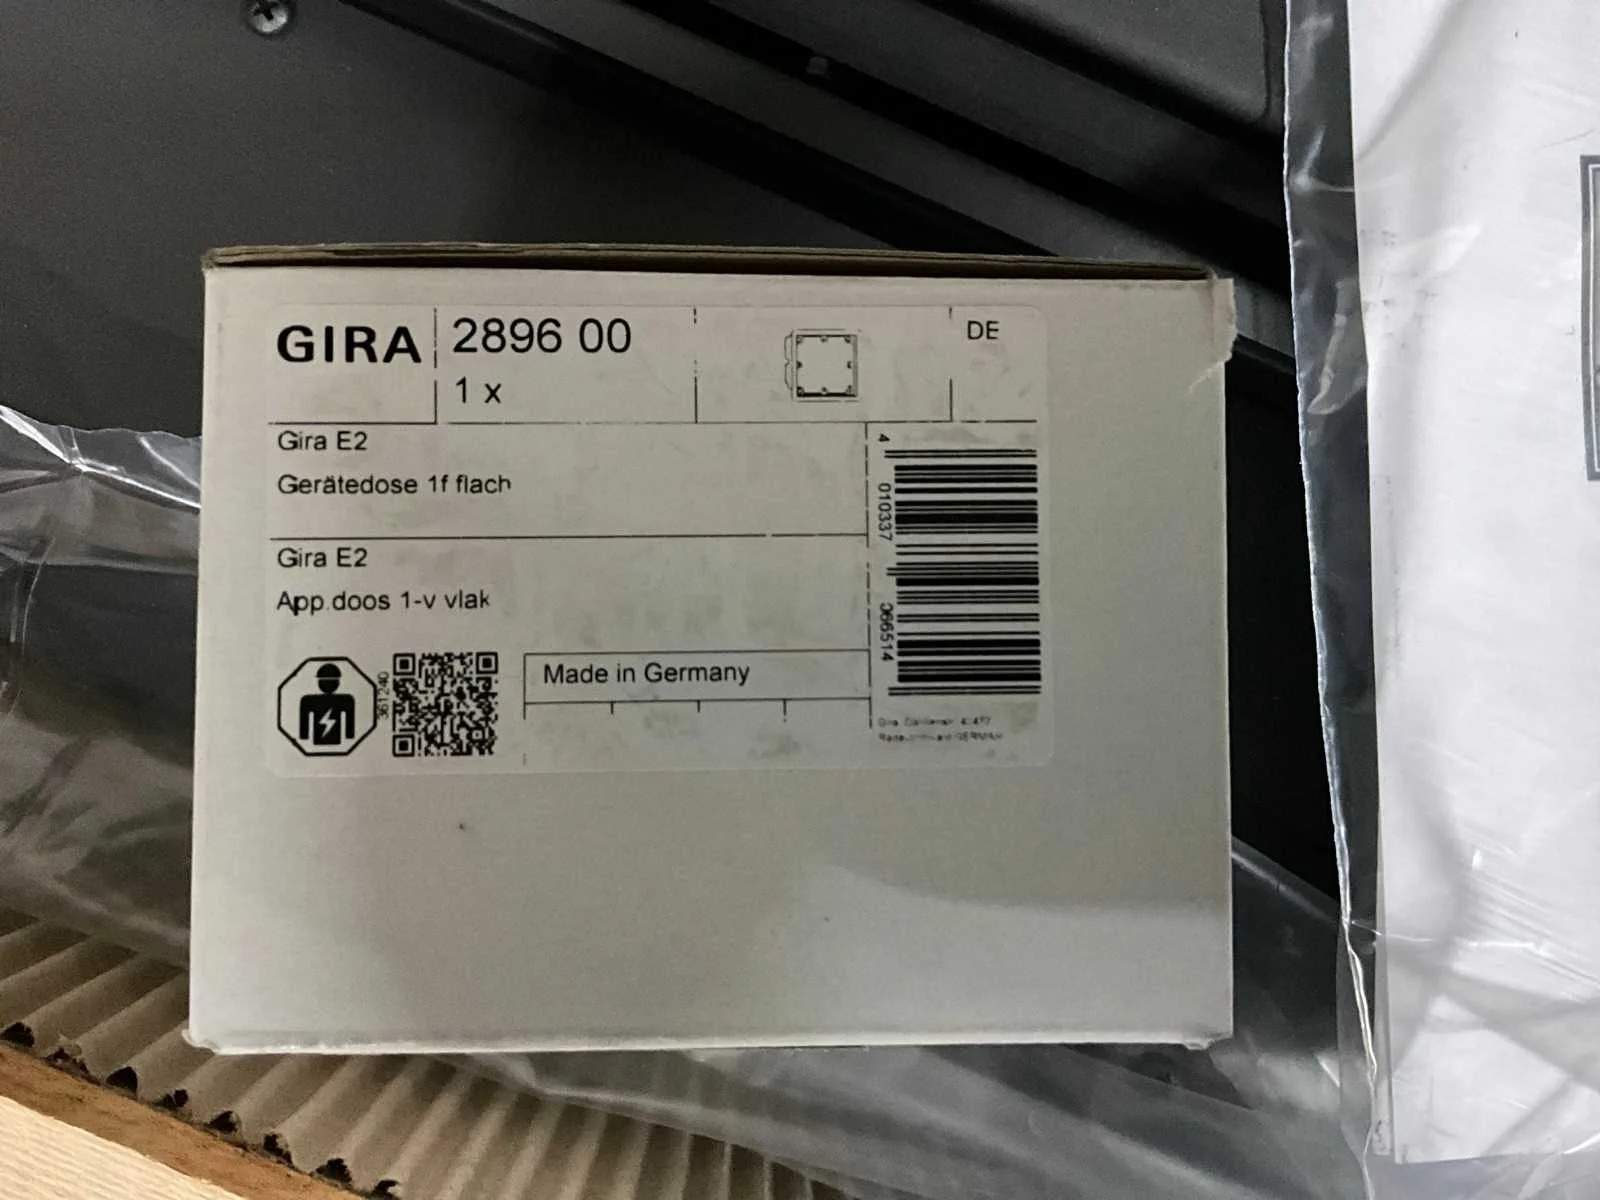 GIRA
2896 00
1 x
DE
Gira E2
Gerätedose 1f flach
Gira E2
App.doos 1-v vlak
361240
Made in Germany
4 010337 066514